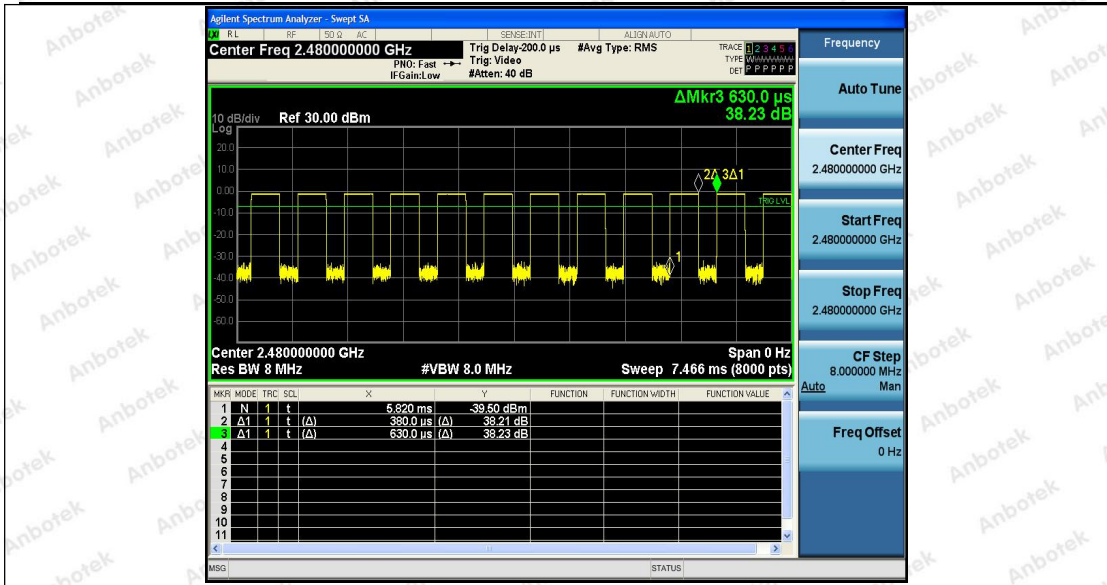 Agilent Spectrum Analyzer - Swept SA
LXI RL RF 50 Ω AC SENSE:INT ALIGN AUTO
Center Freq 2.480000000 GHz
PNO: Fast
IFGain:Low
Trig Delay-200.0 µs
Trig: Video
#Atten: 40 dB
#Avg Type: RMS
TRACE 1 2 3 4 5 6
TYPE W
DET P P P P P P
ΔMkr3 630.0 µs
38.23 dB
10 dB/div Ref 30.00 dBm
Log
20.0
10.0
0.00
-10.0
-20.0
-30.0
-40.0
-50.0
-60.0
2Δ 3Δ1
TRIG LVL
1
Center 2.480000000 GHz Span 0 Hz
Res BW 8 MHz #VBW 8.0 MHz Sweep 7.466 ms (8000 pts)
MKR MODE TRC SCL X Y FUNCTION FUNCTION WIDTH FUNCTION VALUE
1 N 1 t 5.820 ms -39.50 dBm
2 Δ1 1 t (Δ) 380.0 µs (Δ) 38.21 dB
3 Δ1 1 t (Δ) 630.0 µs (Δ) 38.23 dB
4
5
6
7
8
9
10
11
MSG STATUS
Frequency
Auto Tune
Center Freq
2.480000000 GHz
Start Freq
2.480000000 GHz
Stop Freq
2.480000000 GHz
CF Step
8.000000 MHz
Auto Man
Freq Offset
0 Hz
Anbotek